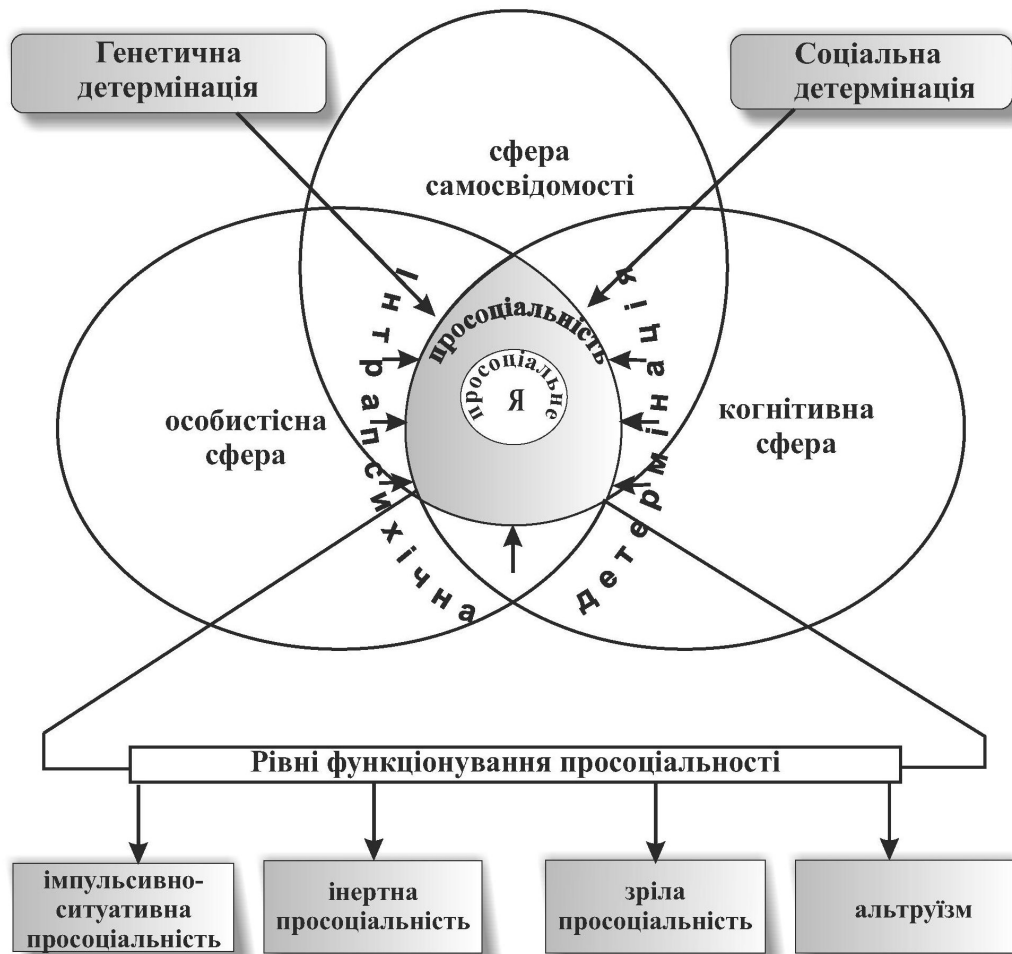 Генетична
детермінація
Соціальна
детермінація
сфера
самосвідомості
Інтрапсихічна
детермінація
просоціальність
просоціальне
Я
особистісна
сфера
когнітивна
сфера
Рівні функціонування просоціальності
імпульсивно-
ситуативна
просоціальність
інертна
просоціальність
зріла
просоціальність
альтруїзм